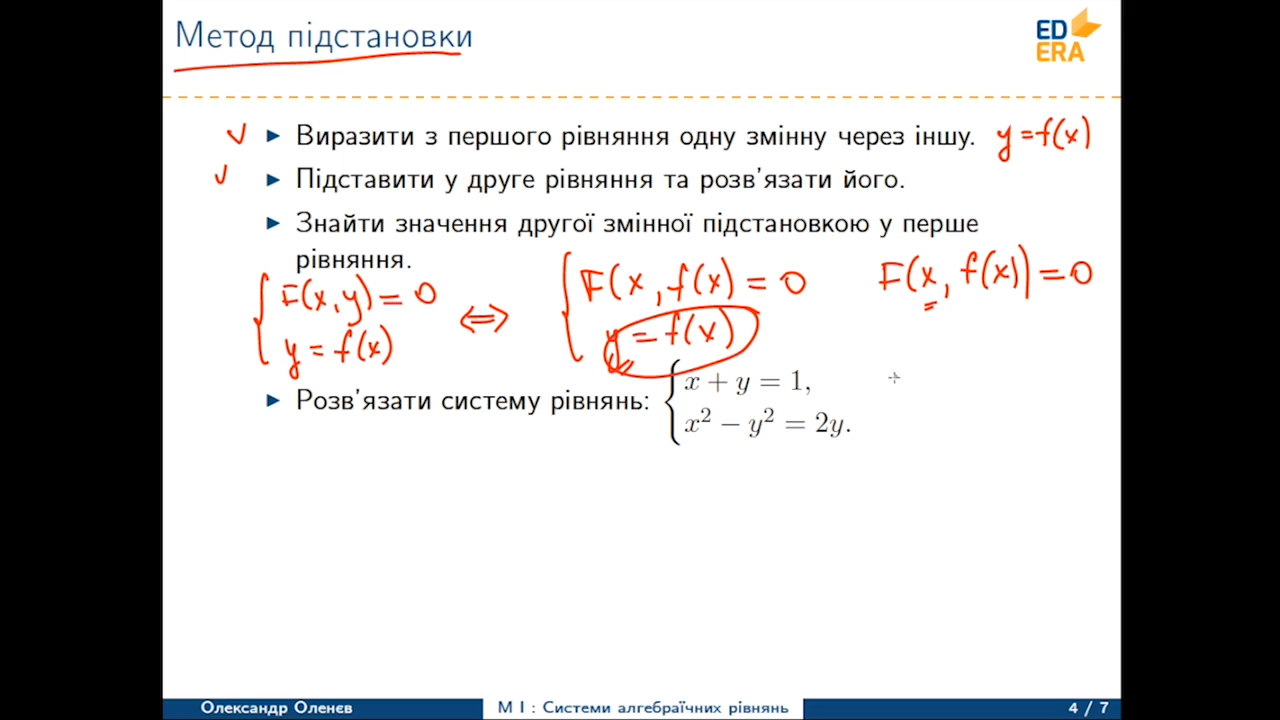 Метод підстановки
ED
ERA
Виразити з першого рівняння одну змінну через іншу. y = f(x)
Підставити у друге рівняння та розв'язати його.
Знайти значення другої змінної підстановкою у перше
рівняння.
F(x, y) = 0 ⇔ F(x, f(x)) = 0 F(x, f(x)) = 0
y = f(x) y = f(x)
Розв'язати систему рівнянь: { x + y = 1,
x² − y² = 2y.
Олександр Оленєв М I : Системи алгебраїчних рівнянь 4 / 7